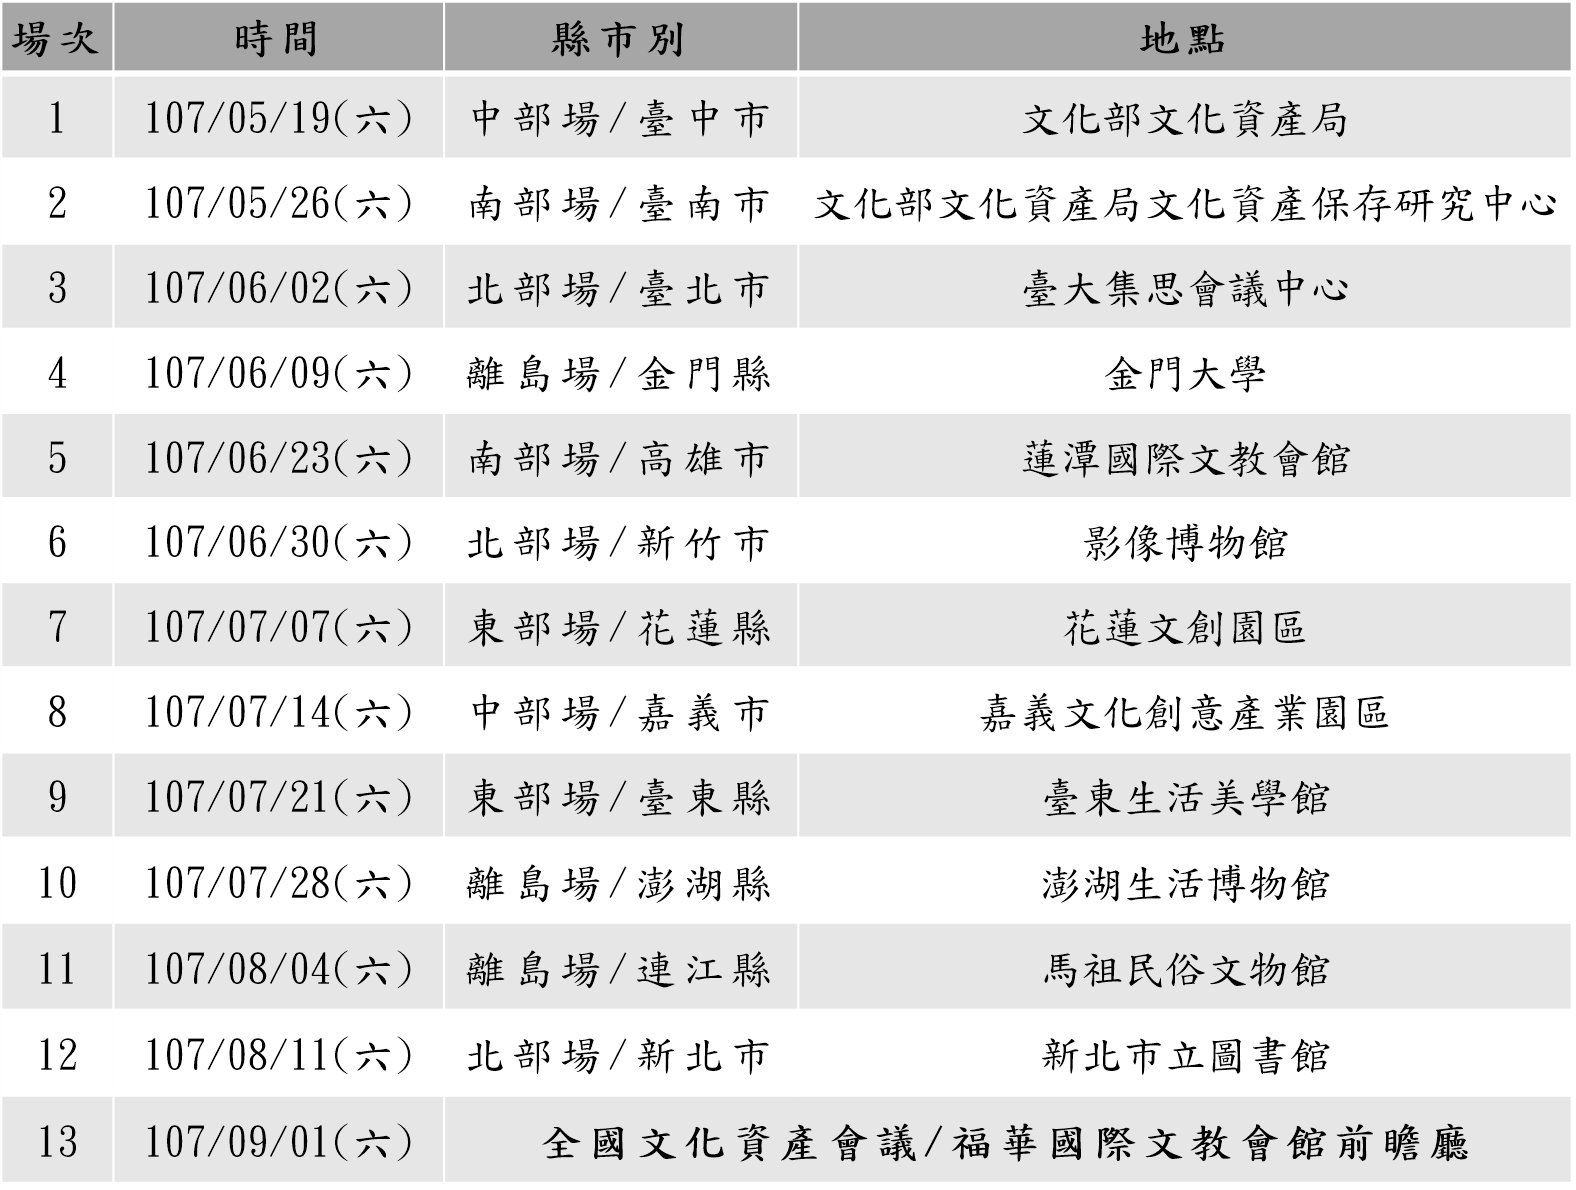 場次 時間 縣市別 地點
1 107/05/19(六) 中部場/臺中市 文化部文化資產局
2 107/05/26(六) 南部場/臺南市 文化部文化資產局文化資產保存研究中心
3 107/06/02(六) 北部場/臺北市 臺大集思會議中心
4 107/06/09(六) 離島場/金門縣 金門大學
5 107/06/23(六) 南部場/高雄市 蓮潭國際文教會館
6 107/06/30(六) 北部場/新竹市 影像博物館
7 107/07/07(六) 東部場/花蓮縣 花蓮文創園區
8 107/07/14(六) 中部場/嘉義市 嘉義文化創意產業園區
9 107/07/21(六) 東部場/臺東縣 臺東生活美學館
10 107/07/28(六) 離島場/澎湖縣 澎湖生活博物館
11 107/08/04(六) 離島場/連江縣 馬祖民俗文物館
12 107/08/11(六) 北部場/新北市 新北市立圖書館
13 107/09/01(六) 全國文化資產會議/福華國際文教會館前瞻廳